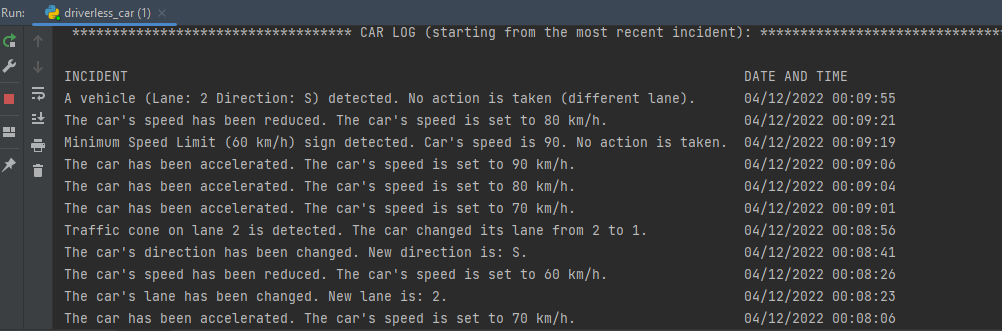 Run: driverless_car (1)
*********************************** CAR LOG (starting from the most recent incident): ******************************
INCIDENT DATE AND TIME
A vehicle (Lane: 2 Direction: S) detected. No action is taken (different lane). 04/12/2022 00:09:55
The car's speed has been reduced. The car's speed is set to 80 km/h. 04/12/2022 00:09:21
Minimum Speed Limit (60 km/h) sign detected. Car's speed is 90. No action is taken. 04/12/2022 00:09:19
The car has been accelerated. The car's speed is set to 90 km/h. 04/12/2022 00:09:06
The car has been accelerated. The car's speed is set to 80 km/h. 04/12/2022 00:09:04
The car has been accelerated. The car's speed is set to 70 km/h. 04/12/2022 00:09:01
Traffic cone on lane 2 is detected. The car changed its lane from 2 to 1. 04/12/2022 00:08:56
The car's direction has been changed. New direction is: S. 04/12/2022 00:08:41
The car's speed has been reduced. The car's speed is set to 60 km/h. 04/12/2022 00:08:26
The car's lane has been changed. New lane is: 2. 04/12/2022 00:08:23
The car has been accelerated. The car's speed is set to 70 km/h. 04/12/2022 00:08:06